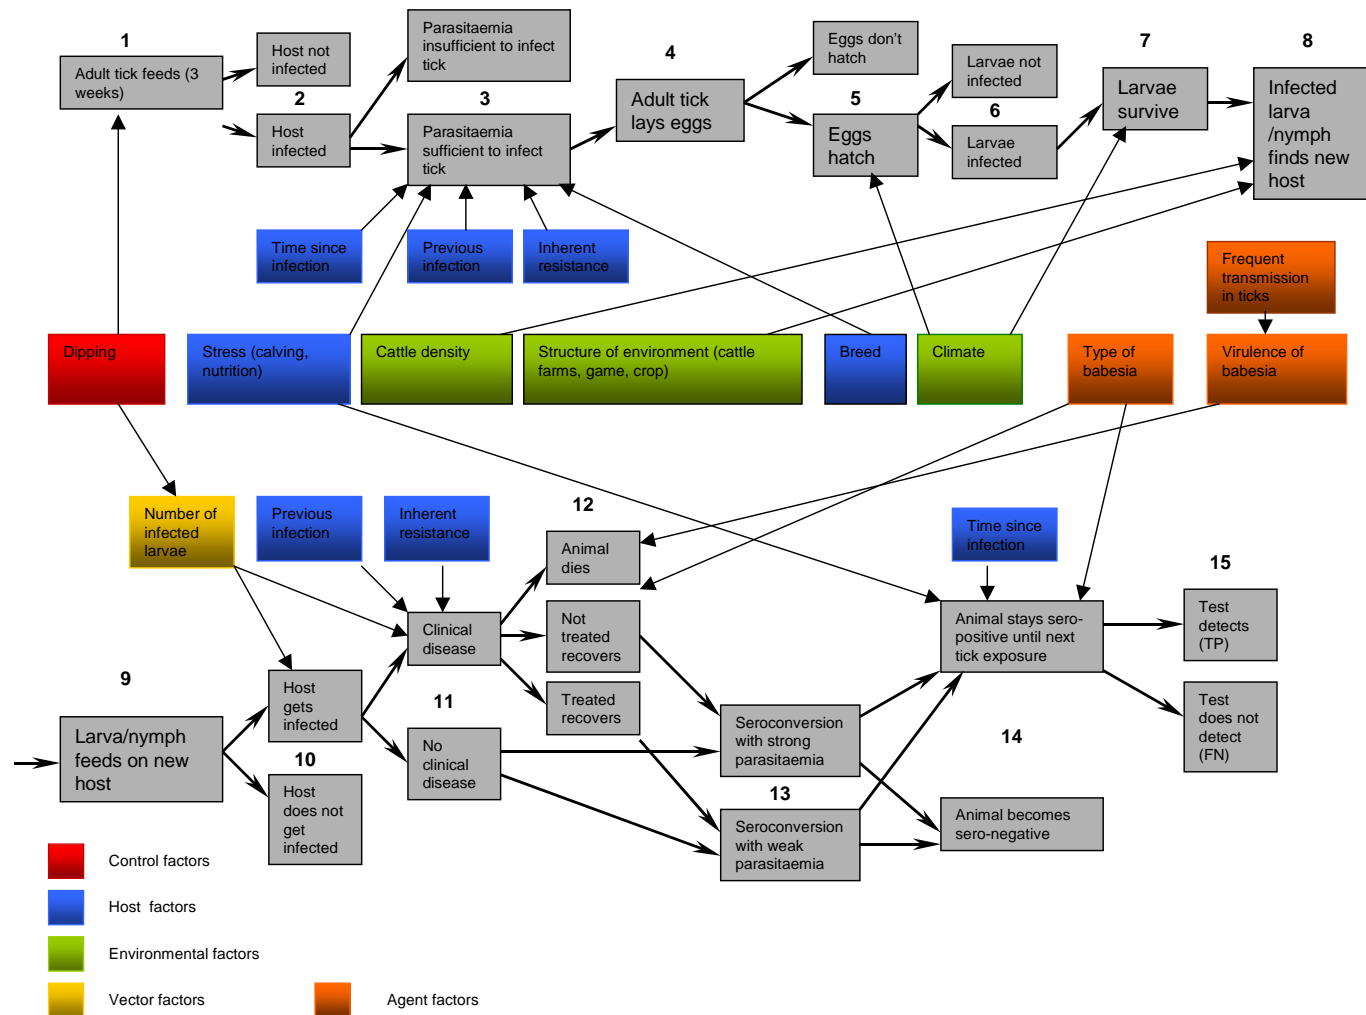 1
Adult tick feeds (3
weeks)
Host not
infected
2
Host
infected
Parasitaemia
insufficient to infect
tick
3
Parasitaemia
sufficient to infect
tick
4
Adult tick
lays eggs
Eggs don't
hatch
5
Eggs
hatch
Larvae not
infected
6
Larvae
infected
7
Larvae
survive
8
Infected
larva
/nymph
finds new
host
Time since
infection
Previous
infection
Inherent
resistance
Frequent
transmission
in ticks
Dipping
Stress (calving,
nutrition)
Cattle density
Structure of environment (cattle
farms, game, crop)
Breed
Climate
Type of
babesia
Virulence of
babesia
Number of
infected
larvae
Previous
infection
Inherent
resistance
12
Animal
dies
Time since
infection
15
Clinical
disease
Not
treated
recovers
Animal stays sero-
positive until next
tick exposure
Test
detects
(TP)
9
Larva/nymph
feeds on new
host
Host
gets
infected
10
Host
does not
get
infected
11
No
clinical
disease
Treated
recovers
Seroconversion
with strong
parasitaemia
13
Seroconversion
with weak
parasitaemia
14
Animal becomes
sero-negative
Test
does not
detect
(FN)
Control factors
Host factors
Environmental factors
Vector factors
Agent factors